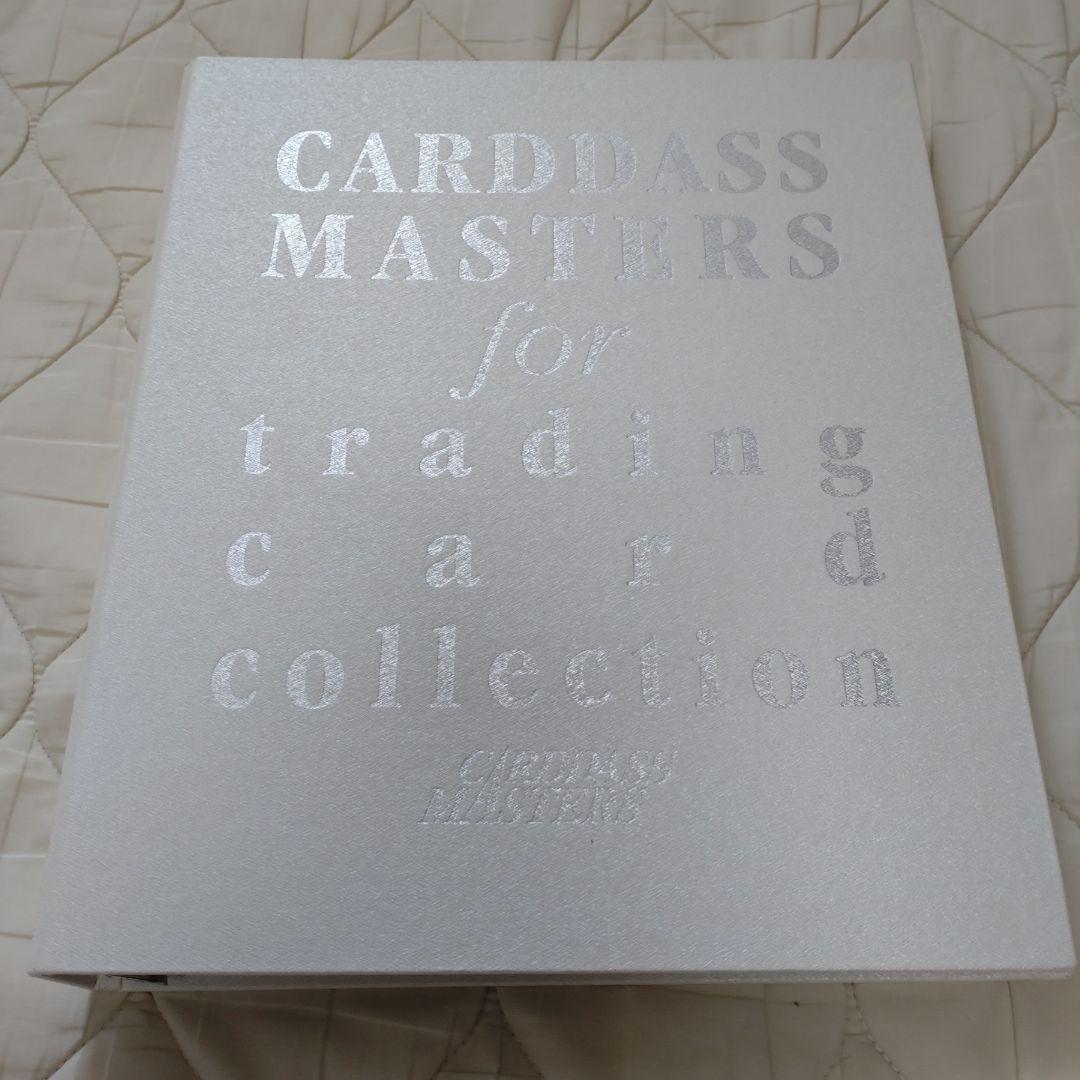 CARDDASS
MASTERS
for
trading
card
collection
CARDDASS
MASTERS